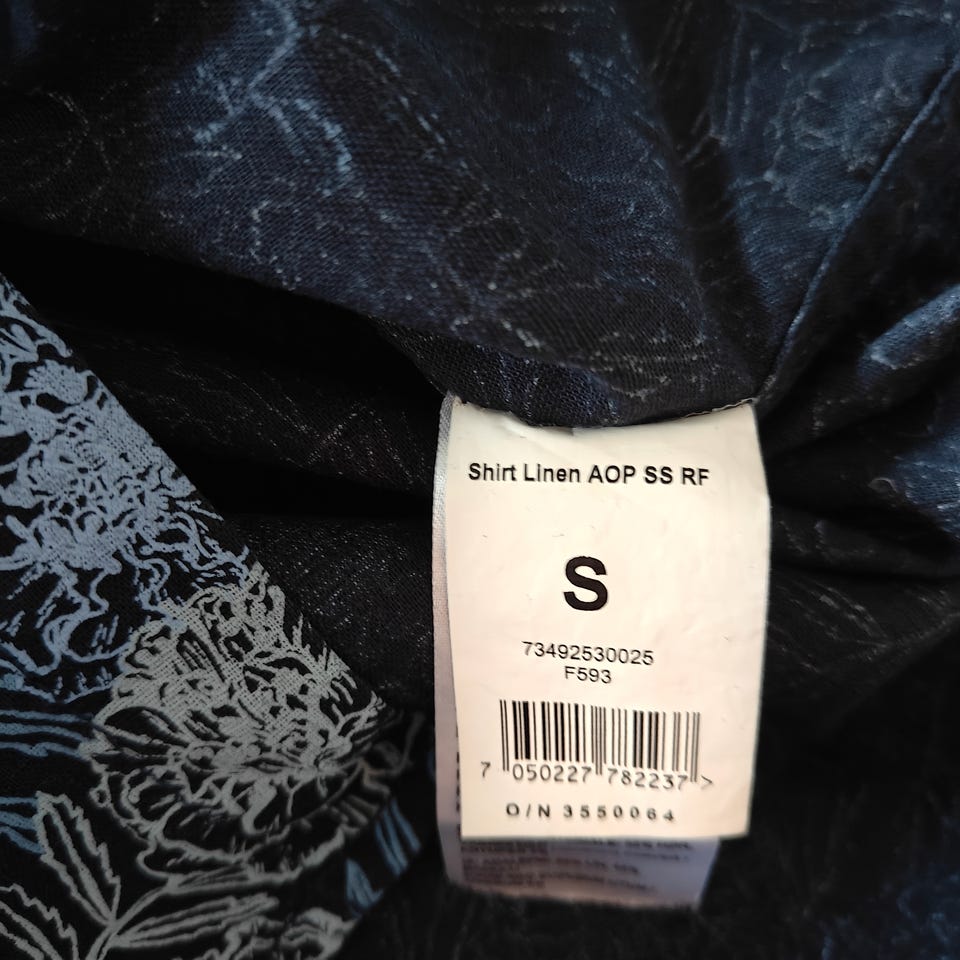 Shirt Linen AOP SS RF
S
73492530025
F593
7 050227 782237 >
O/N 3550064